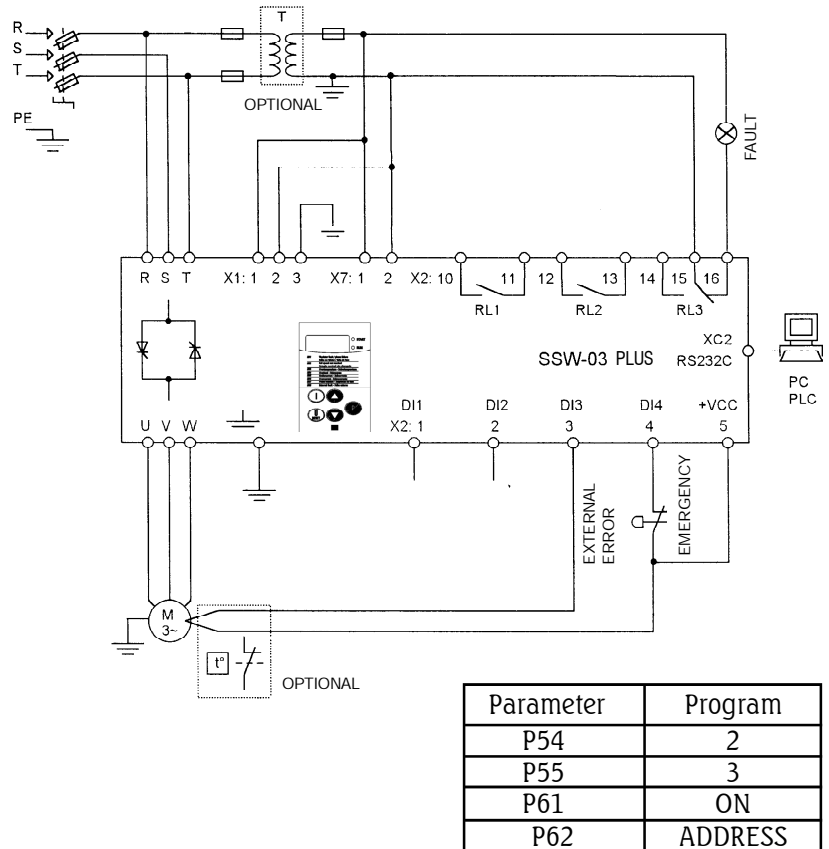 T
R
S
T
OPTIONAL
PE
FAULT
R S T X1: 1 2 3 X7: 1 2 X2: 10 11 12 13 14 15 16
RL1 RL2 RL3
XC2
SSW-03 PLUS RS232C
PC
PLC
I
DI1 DI2 DI3 DI4 +VCC
U V W X2: 1 2 3 4 5
EXTERNAL
ERROR
EMERGENCY
M
3~
t°
OPTIONAL
Parameter Program
P54 2
P55 3
P61 ON
P62 ADDRESS